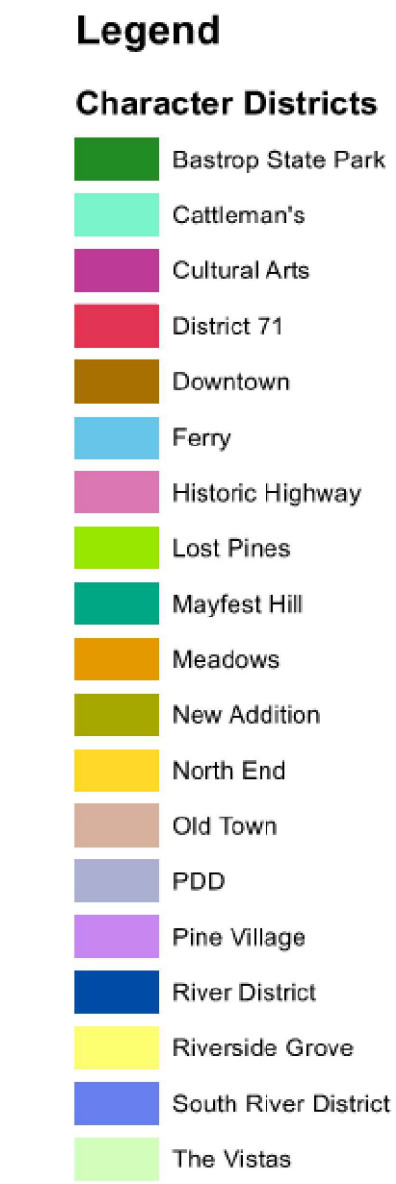 Legend
Character Districts
Bastrop State Park
Cattleman's
Cultural Arts
District 71
Downtown
Ferry
Historic Highway
Lost Pines
Mayfest Hill
Meadows
New Addition
North End
Old Town
PDD
Pine Village
River District
Riverside Grove
South River District
The Vistas